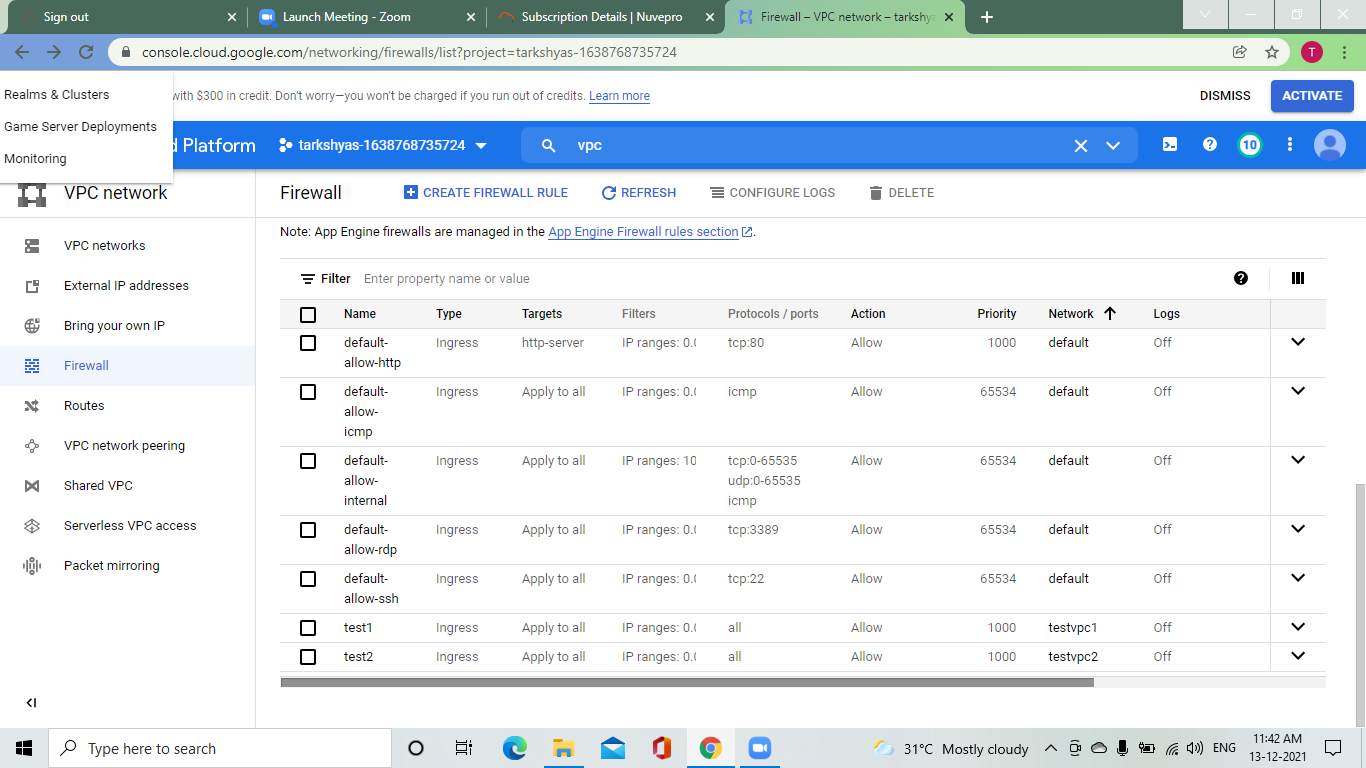 Sign out
Launch Meeting - Zoom
Subscription Details | Nuvepro
Firewall – VPC network – tarkshya
console.cloud.google.com/networking/firewalls/list?project=tarkshyas-1638768735724
T
Realms & Clusters
with $300 in credit. Don't worry—you won't be charged if you run out of credits. Learn more
DISMISS
ACTIVATE
Game Server Deployments
Monitoring
d Platform
tarkshyas-1638768735724
vpc
10
VPC network
Firewall
CREATE FIREWALL RULE
REFRESH
CONFIGURE LOGS
DELETE
VPC networks
External IP addresses
Bring your own IP
Firewall
Routes
VPC network peering
Shared VPC
Serverless VPC access
Packet mirroring
Note: App Engine firewalls are managed in the App Engine Firewall rules section.
Filter Enter property name or value
Name Type Targets Filters Protocols / ports Action Priority Network Logs
default- Ingress http-server IP ranges: 0.0 tcp:80 Allow 1000 default Off
allow-http
default- Ingress Apply to all IP ranges: 0.0 icmp Allow 65534 default Off
allow-
icmp
default- Ingress Apply to all IP ranges: 10 tcp:0-65535 Allow 65534 default Off
allow- udp:0-65535
internal icmp
default- Ingress Apply to all IP ranges: 0.0 tcp:3389 Allow 65534 default Off
allow-rdp
default- Ingress Apply to all IP ranges: 0.0 tcp:22 Allow 65534 default Off
allow-ssh
test1 Ingress Apply to all IP ranges: 0.0 all Allow 1000 testvpc1 Off
test2 Ingress Apply to all IP ranges: 0.0 all Allow 1000 testvpc2 Off
Type here to search
31°C Mostly cloudy
ENG
11:42 AM
13-12-2021